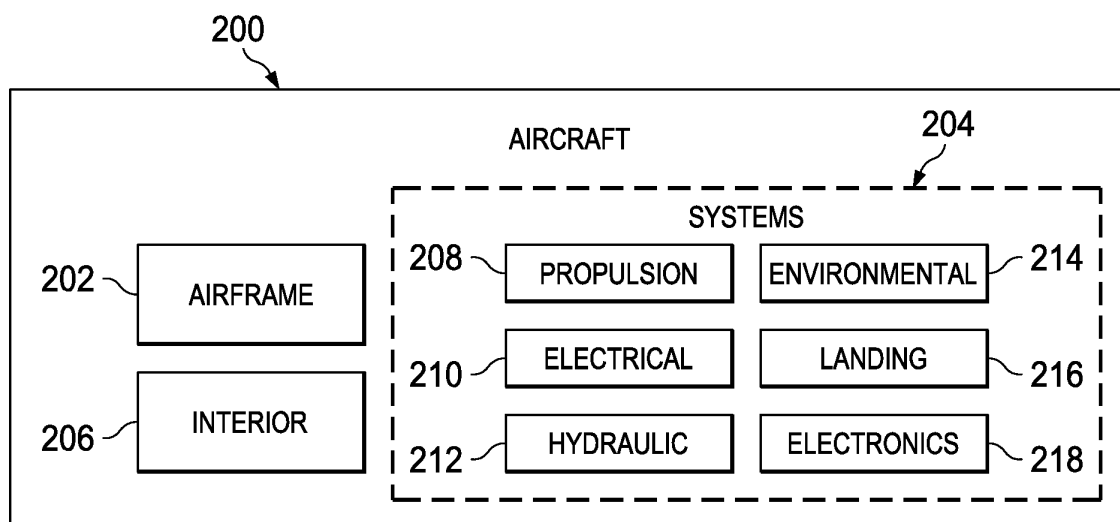 200
AIRCRAFT
204
SYSTEMS
202 AIRFRAME
208 PROPULSION ENVIRONMENTAL 214
210 ELECTRICAL LANDING 216
206 INTERIOR
212 HYDRAULIC ELECTRONICS 218